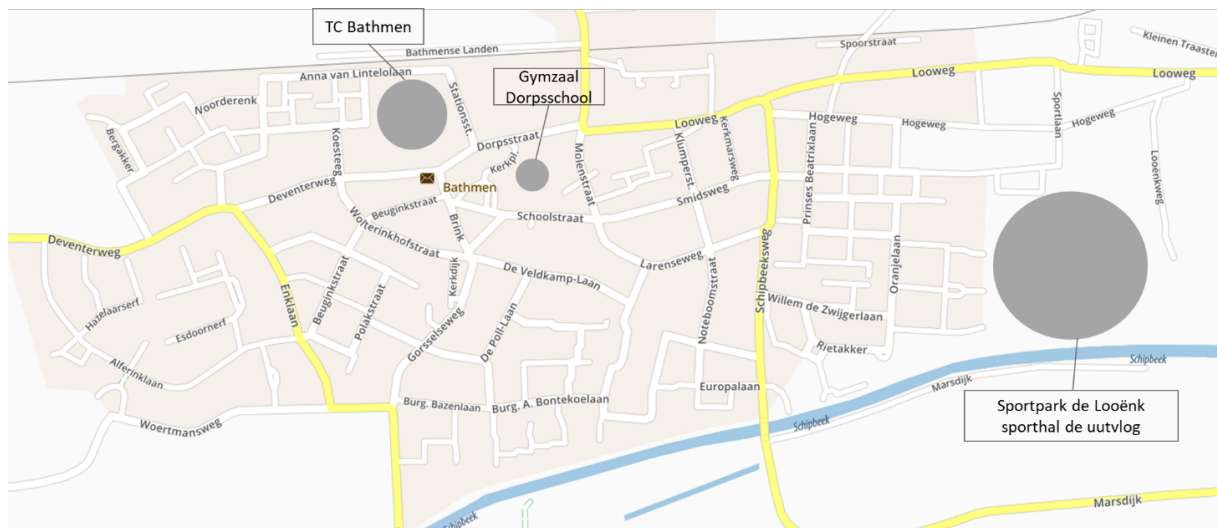 TC Bathmen
Bathmense Landen
Spoorstraat
Kleinen Traasten
Anna van Lintelolaan
Gymzaal
Dorpsschool
Looweg
Looweg
Noorderenk
Stationsst.
Sportlaan
Bergakker
Koesteeg
Looweg
Hogeweg
Hogeweg
Hogeweg
Dorpsstraat
Kerkpl.
Molenstraat
Klumperst.
Kerkmarsweg
Prinses Beatrixlaan
Looënkweg
Deventerweg
Bathmen
Smidsweg
Beuginkstraat
Schoolstraat
Wolterinkhofstraat
Brink
Deventerweg
Larenseweg
Schipbeeksweg
Oranjelaan
De Veldkamp-Laan
Kerkdijk
Enklaan
Hazelaarserf
Beuginkstraat
Polakstraat
Noteboomstraat
Willem de Zwijgerlaan
Esdoornerf
Gorsselseweg
De Poll-Laan
Rietakker
Alferinklaan
Schipbeek
Europalaan
Marsdijk
Burg. Bazenlaan
Burg. A. Bontekoelaan
Sportpark de Looënk
sporthal de uutvlog
Woertmansweg
Schipbeek
Schipbeek
Marsdijk